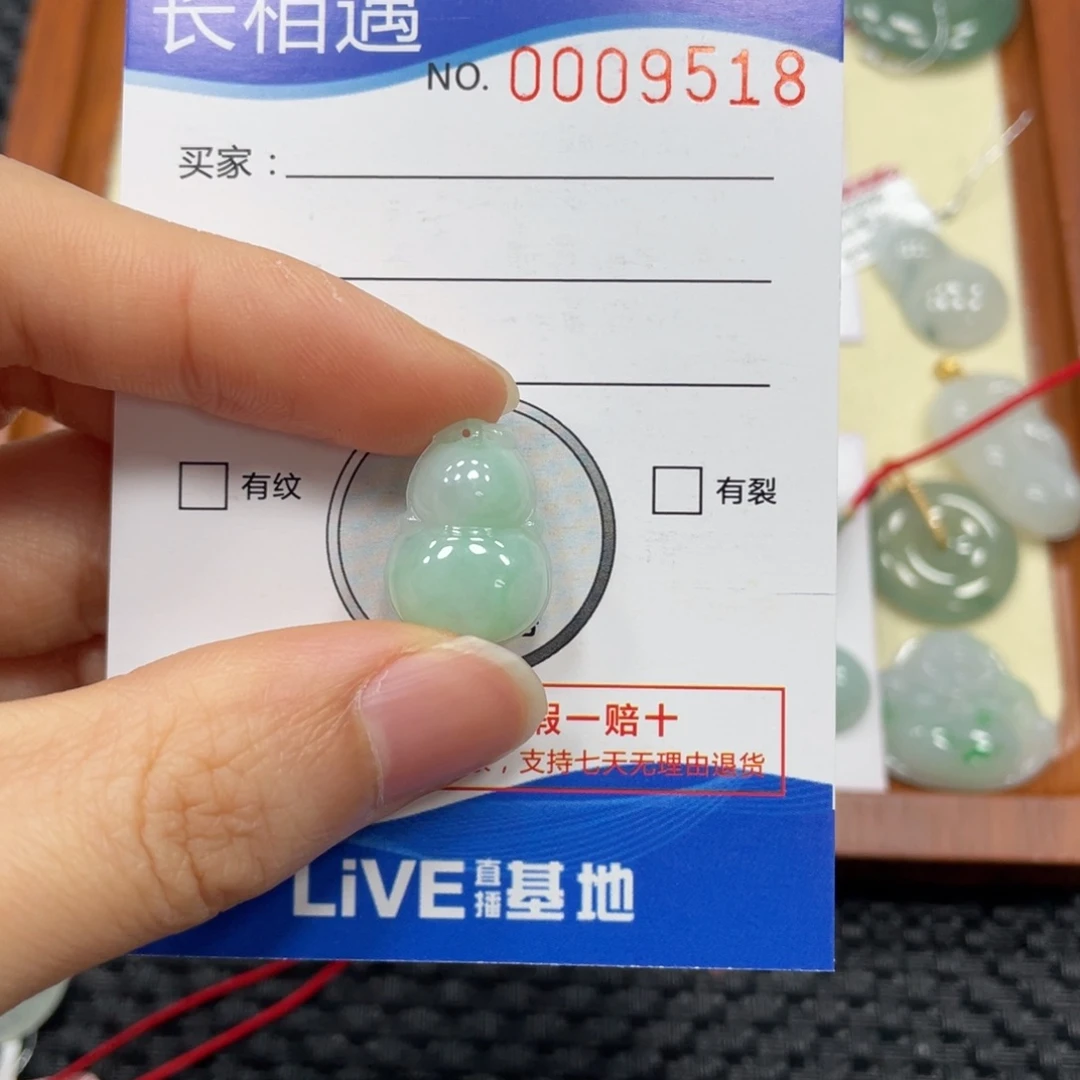 长相遇
NO. 0009518
买家：
有纹
有裂
假一赔十
，支持七天无理由退货
LiVE直播基地